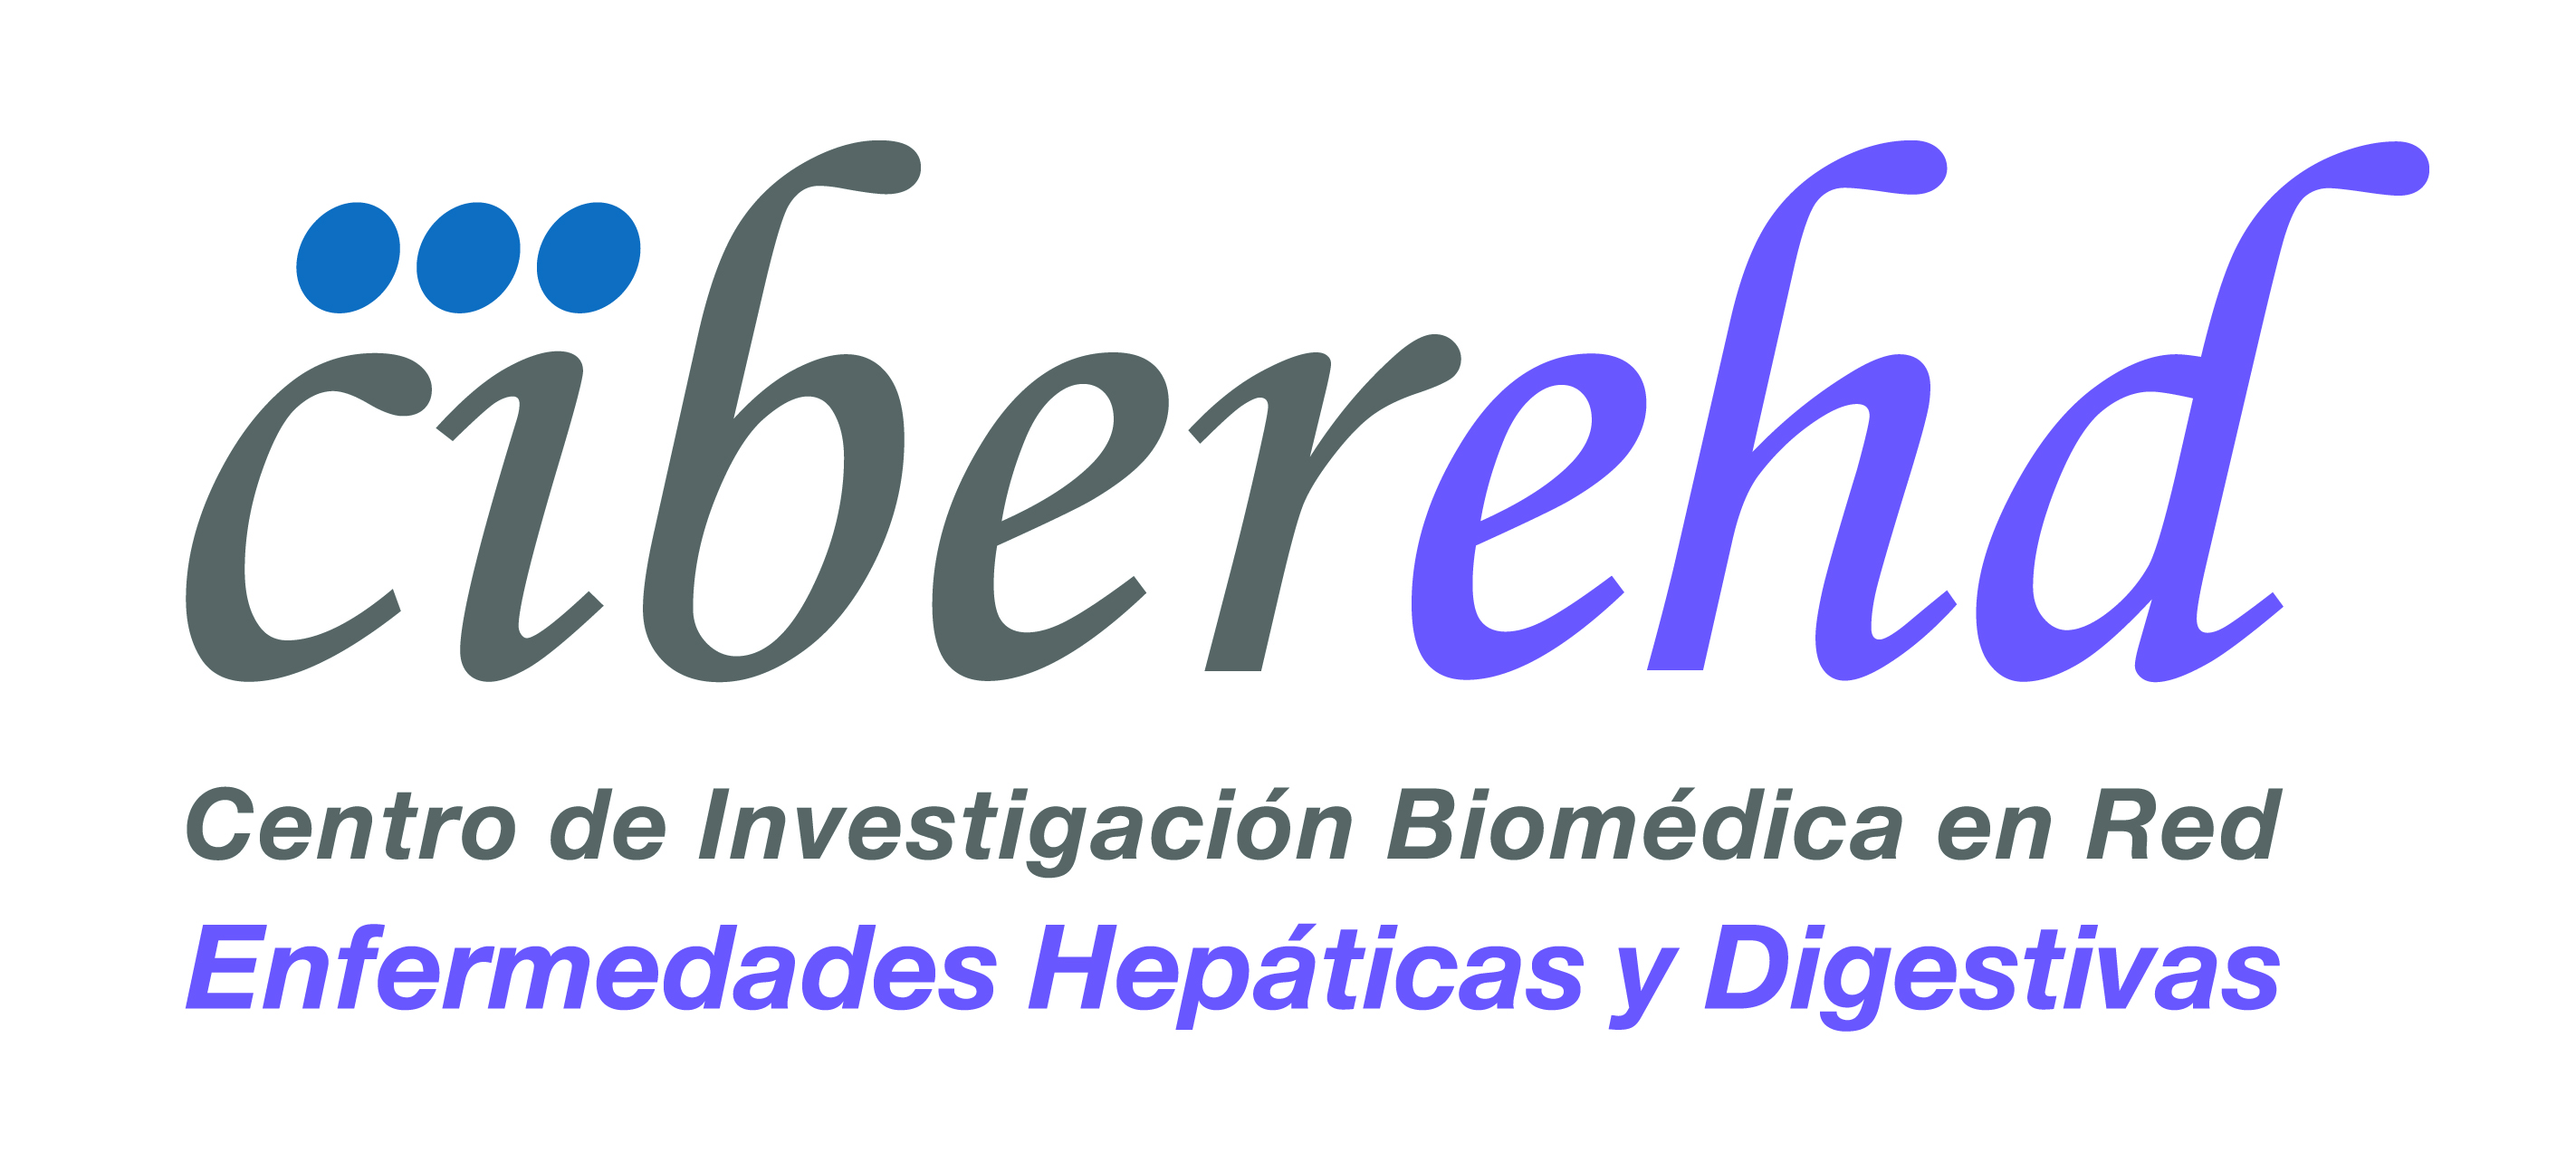 ciberehd
Centro de Investigación Biomédica en Red
Enfermedades Hepáticas y Digestivas